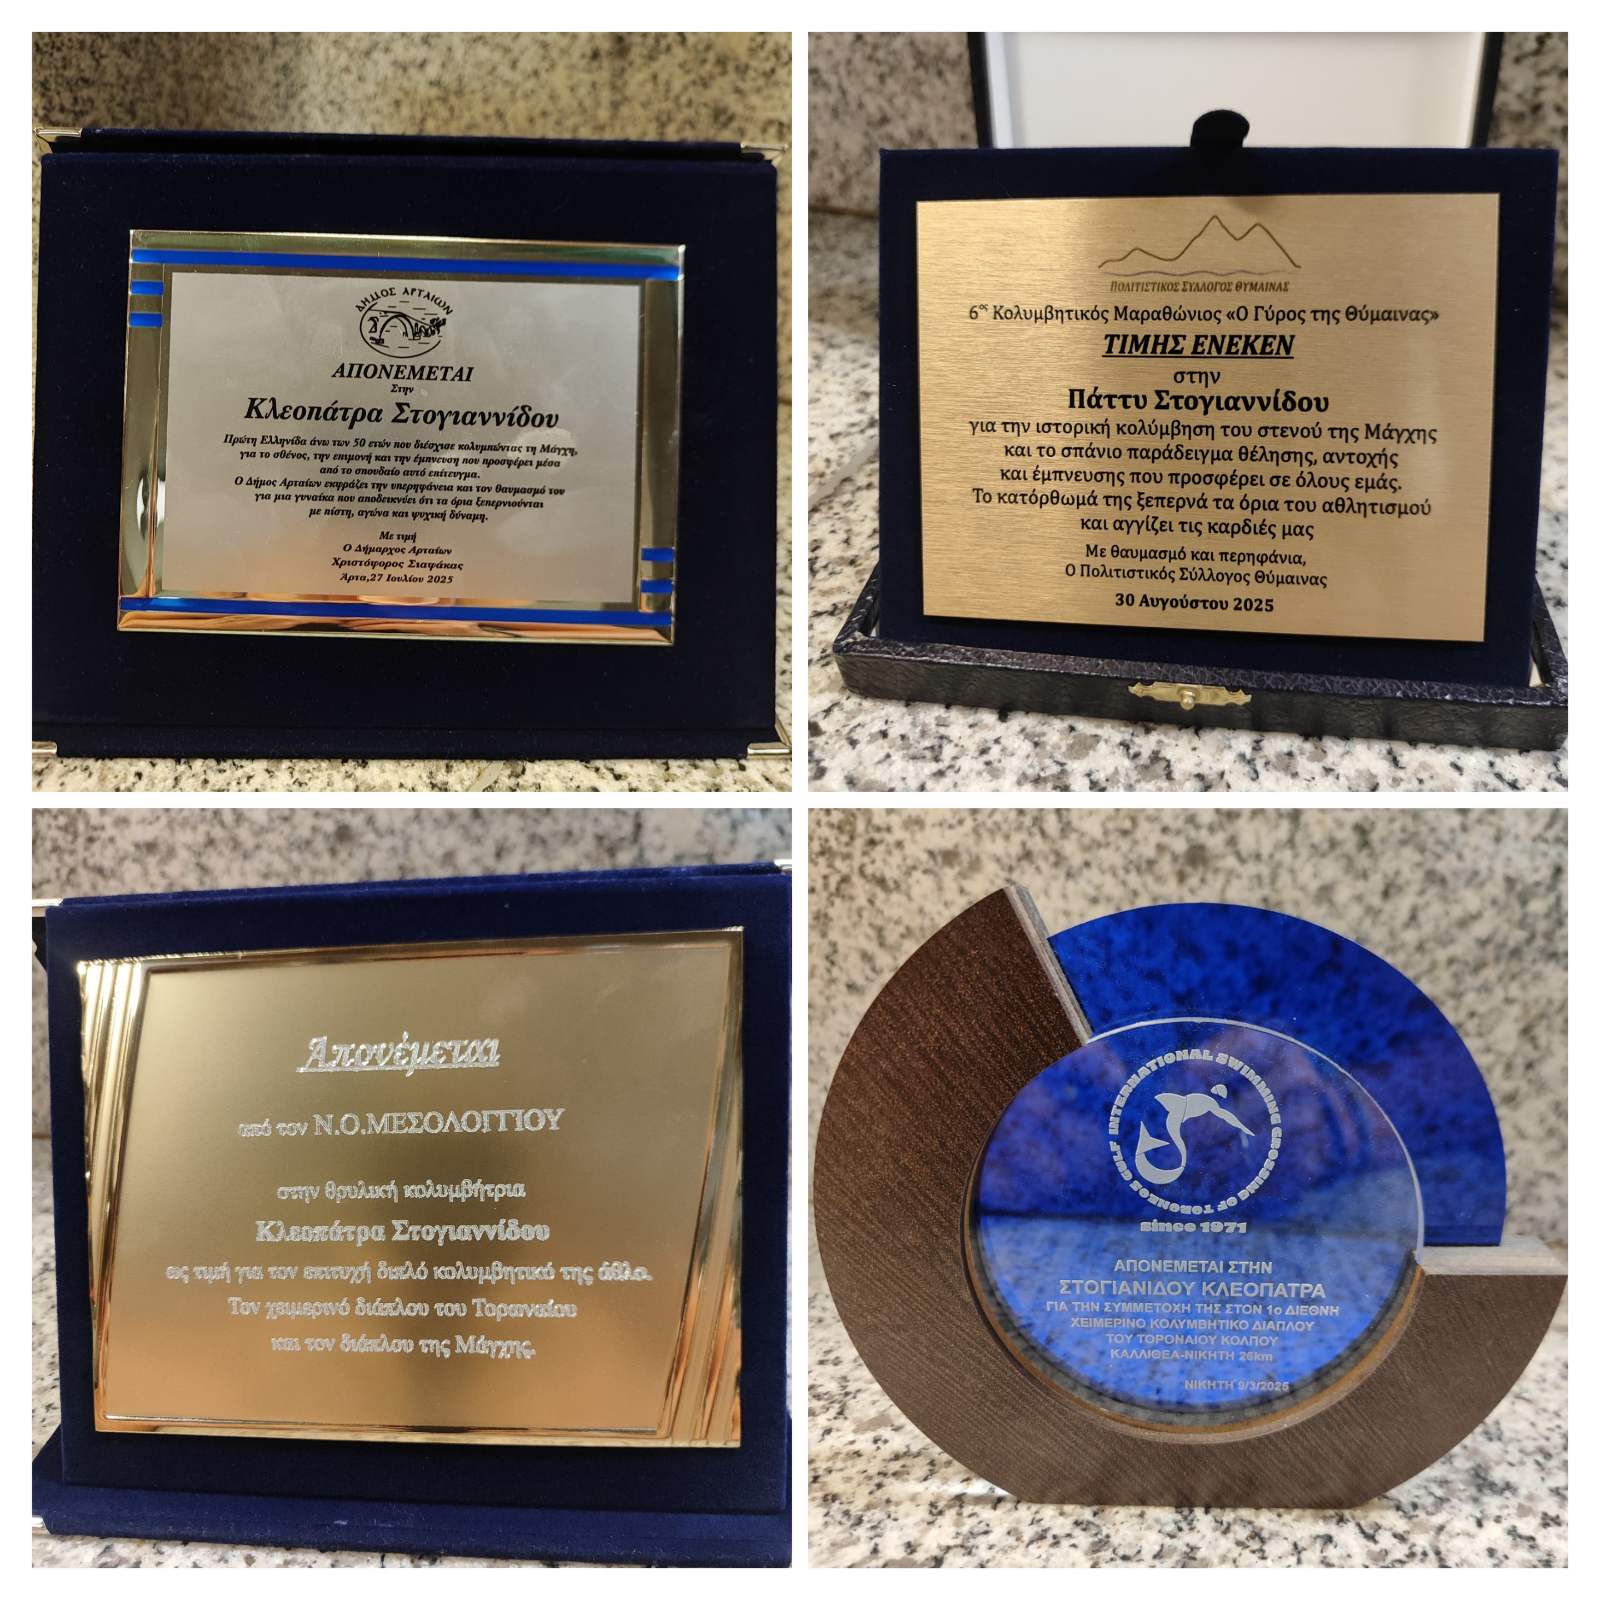 ΔΗΜΟΣ ΑΡΤΑΙΩΝ
ΑΠΟΝΕΜΕΤΑΙ
Στην
Κλεοπάτρα Στογιαννίδου
Πρώτη Ελληνίδα άνω των 50 ετών που διέσχισε κολυμπώντας τη Μάγχη,
για το σθένος, την επιμονή και την έμπνευση που προσφέρει μέσα
από το σπουδαίο αυτό επίτευγμα.
Ο Δήμος Αρταίων εκφράζει την υπερηφάνεια και τον θαυμασμό του
για μια γυναίκα που αποδεικνύει ότι τα όρια ξεπερνιούνται
με πίστη, αγώνα και ψυχική δύναμη.
Με τιμή
Ο Δήμαρχος Αρταίων
Χριστόφορος Σιαφάκας
Άρτα,27 Ιουλίου 2025
ΠΟΛΙΤΙΣΤΙΚΟΣ ΣΥΛΛΟΓΟΣ ΘΥΜΑΙΝΑΣ
6ος Κολυμβητικός Μαραθώνιος «Ο Γύρος της Θύμαινας»
ΤΙΜΗΣ ΕΝΕΚΕΝ
στην
Πάττυ Στογιαννίδου
για την ιστορική κολύμβηση του στενού της Μάγχης
και το σπάνιο παράδειγμα θέλησης, αντοχής
και έμπνευσης που προσφέρει σε όλους εμάς.
Το κατόρθωμά της ξεπερνά τα όρια του αθλητισμού
και αγγίζει τις καρδιές μας
Με θαυμασμό και περηφάνια,
Ο Πολιτιστικός Σύλλογος Θύμαινας
30 Αυγούστου 2025
Απονέμεται
από τον Ν.Ο.ΜΕΣΟΛΟΓΓΙΟΥ
στην θρυλική κολυμβήτρια
Κλεοπάτρα Στογιαννίδου
ως τιμή για τον επιτυχή διπλό κολυμβητικό της άθλο.
Τον χειμερινό διάπλου του Τορωναίου
και τον διάπλου της Μάγχης.
INTERNATIONAL SWIMMING CROSSING OF TORONEOS GULF
since 1971
ΑΠΟΝΕΜΕΤΑΙ ΣΤΗΝ
ΣΤΟΓΙΑΝΙΔΟΥ ΚΛΕΟΠΑΤΡΑ
ΓΙΑ ΤΗΝ ΣΥΜΜΕΤΟΧΗ ΤΗΣ ΣΤΟΝ 1ο ΔΙΕΘΝΗ
ΧΕΙΜΕΡΙΝΟ ΚΟΛΥΜΒΗΤΙΚΟ ΔΙΑΠΛΟΥ
ΤΟΥ ΤΟΡΟΝΑΙΟΥ ΚΟΛΠΟΥ
ΚΑΛΛΙΘΕΑ-ΝΙΚΗΤΗ 26km
ΝΙΚΗΤΗ 9/3/2025